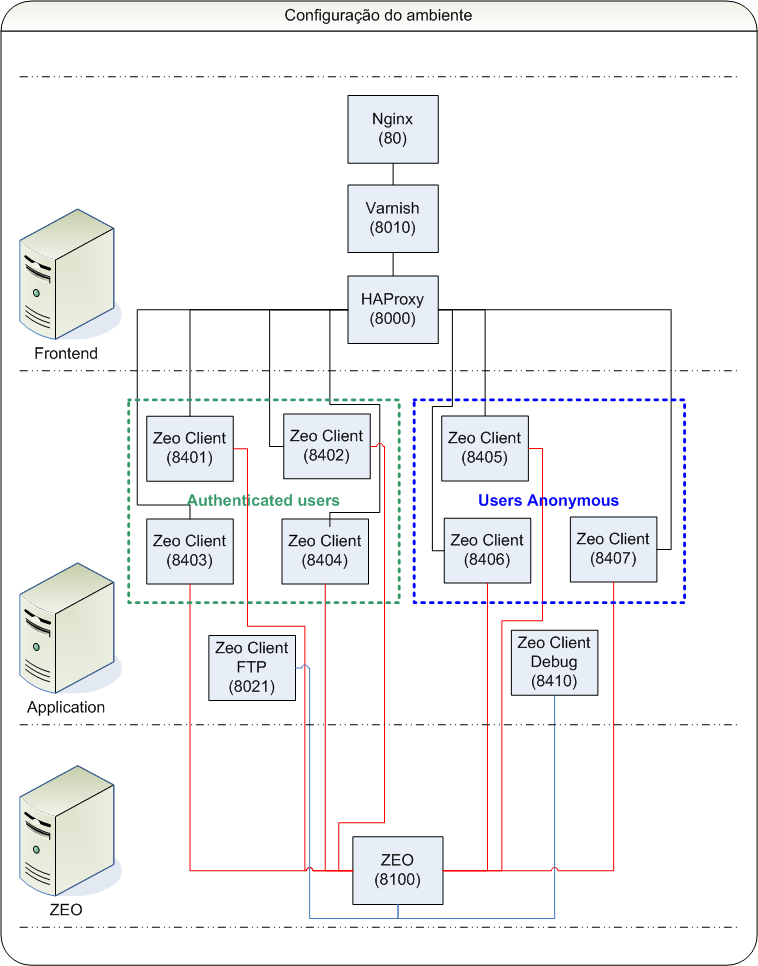 Configuração do ambiente
Nginx
(80)
Varnish
(8010)
HAProxy
(8000)
Frontend
Zeo Client
(8401)
Zeo Client
(8402)
Zeo Client
(8405)
Authenticated users
Users Anonymous
Zeo Client
(8403)
Zeo Client
(8404)
Zeo Client
(8406)
Zeo Client
(8407)
Zeo Client
FTP
(8021)
Zeo Client
Debug
(8410)
Application
ZEO
(8100)
ZEO